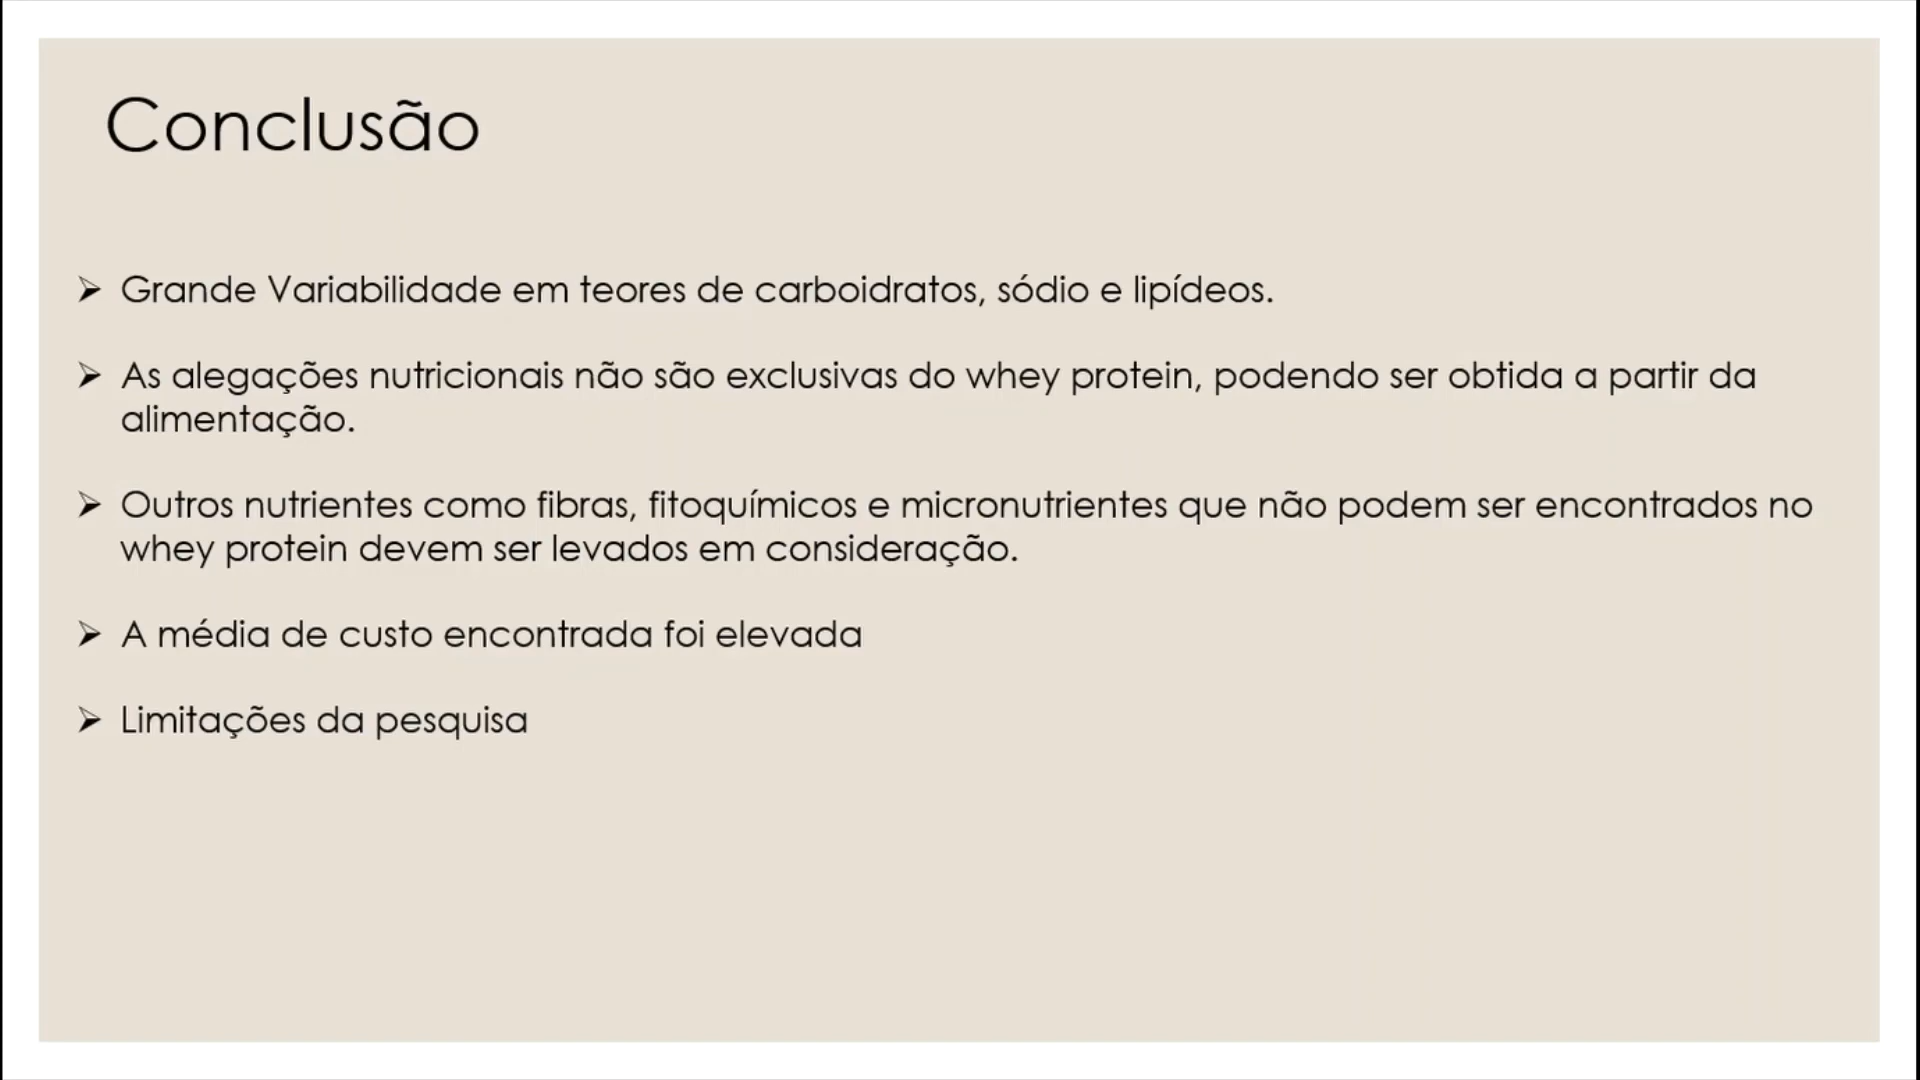 Conclusão
➢ Grande Variabilidade em teores de carboidratos, sódio e lipídeos.
➢ As alegações nutricionais não são exclusivas do whey protein, podendo ser obtida a partir da
alimentação.
➢ Outros nutrientes como fibras, fitoquímicos e micronutrientes que não podem ser encontrados no
whey protein devem ser levados em consideração.
➢ A média de custo encontrada foi elevada
➢ Limitações da pesquisa